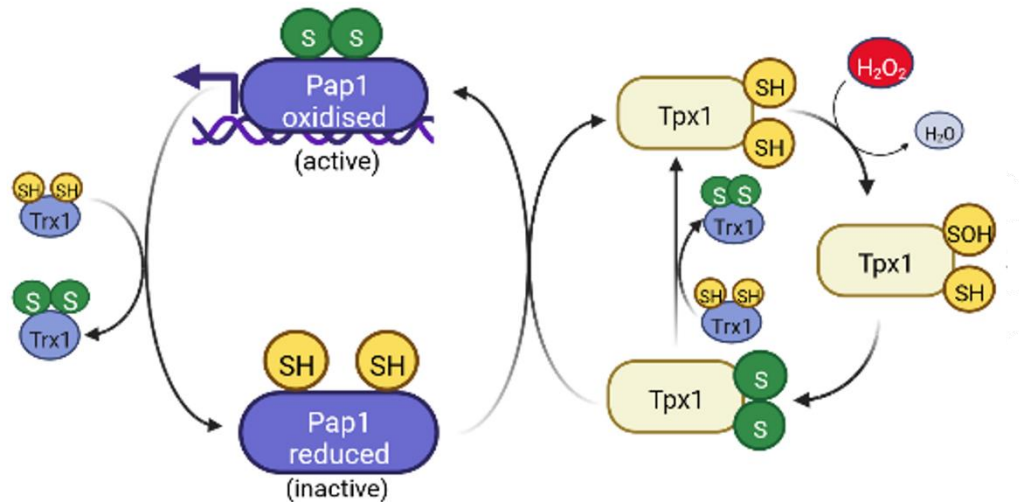 S S
Pap1
oxidised
(active)
SH SH
Trx1
S S
Trx1
SH SH
Pap1
reduced
(inactive)
Tpx1
SH
SH
H₂O₂
H₂O
S S
Trx1
SH SH
Trx1
Tpx1
SOH
SH
Tpx1
S
S